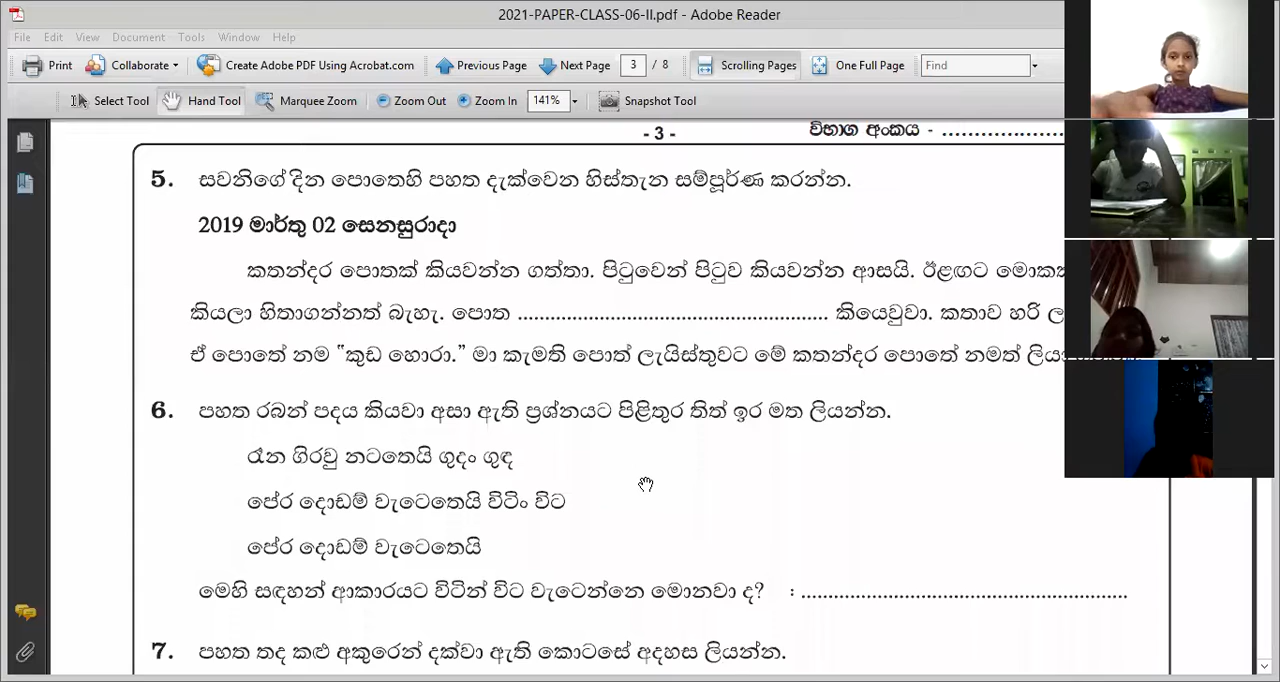 2021-PAPER-CLASS-06-II.pdf - Adobe Reader
File Edit View Document Tools Window Help
Print Collaborate Create Adobe PDF Using Acrobat.com Previous Page Next Page 3 / 8 Scrolling Pages One Full Page Find
Select Tool Hand Tool Marquee Zoom Zoom Out Zoom In 141% Snapshot Tool
- 3 - විභාග අංකය - ......................
5. සවනිගේ දින පොතෙහි පහත දැක්වෙන හිස්තැන සම්පූර්ණ කරන්න.
2019 මාර්තු 02 සෙනසුරාදා
කතන්දර පොතක් කියවන්න ගත්තා. පිටුවෙන් පිටුව කියවන්න ආසයි. ඊළඟට
කියලා හිතාගන්නත් බැහැ. පොත .......................................................... කියෙවුවා. කතාව හරි
ඒ පොතේ නම "කුඩ හොරා." මා කැමති පොත් ලැයිස්තුවට මේ කතන්දර පොතේ නමත්
6. පහත රබන් පදය කියවා අසා ඇති ප්‍රශ්නයට පිළිතුර තිත් ඉර මත ලියන්න.
රෑන ගිරවු නටතෙයි ගුදං ගුඳ
පේර දොඩම් වැටෙතෙයි විටිං විට
පේර දොඩම් වැටෙතෙයි
මෙහි සඳහන් ආකාරයට විටින් විට වැටෙන්නෙ මොනවා ද? : .............................................................
7. පහත තද කළු අකුරෙන් දක්වා ඇති කොටසේ අදහස ලියන්න.